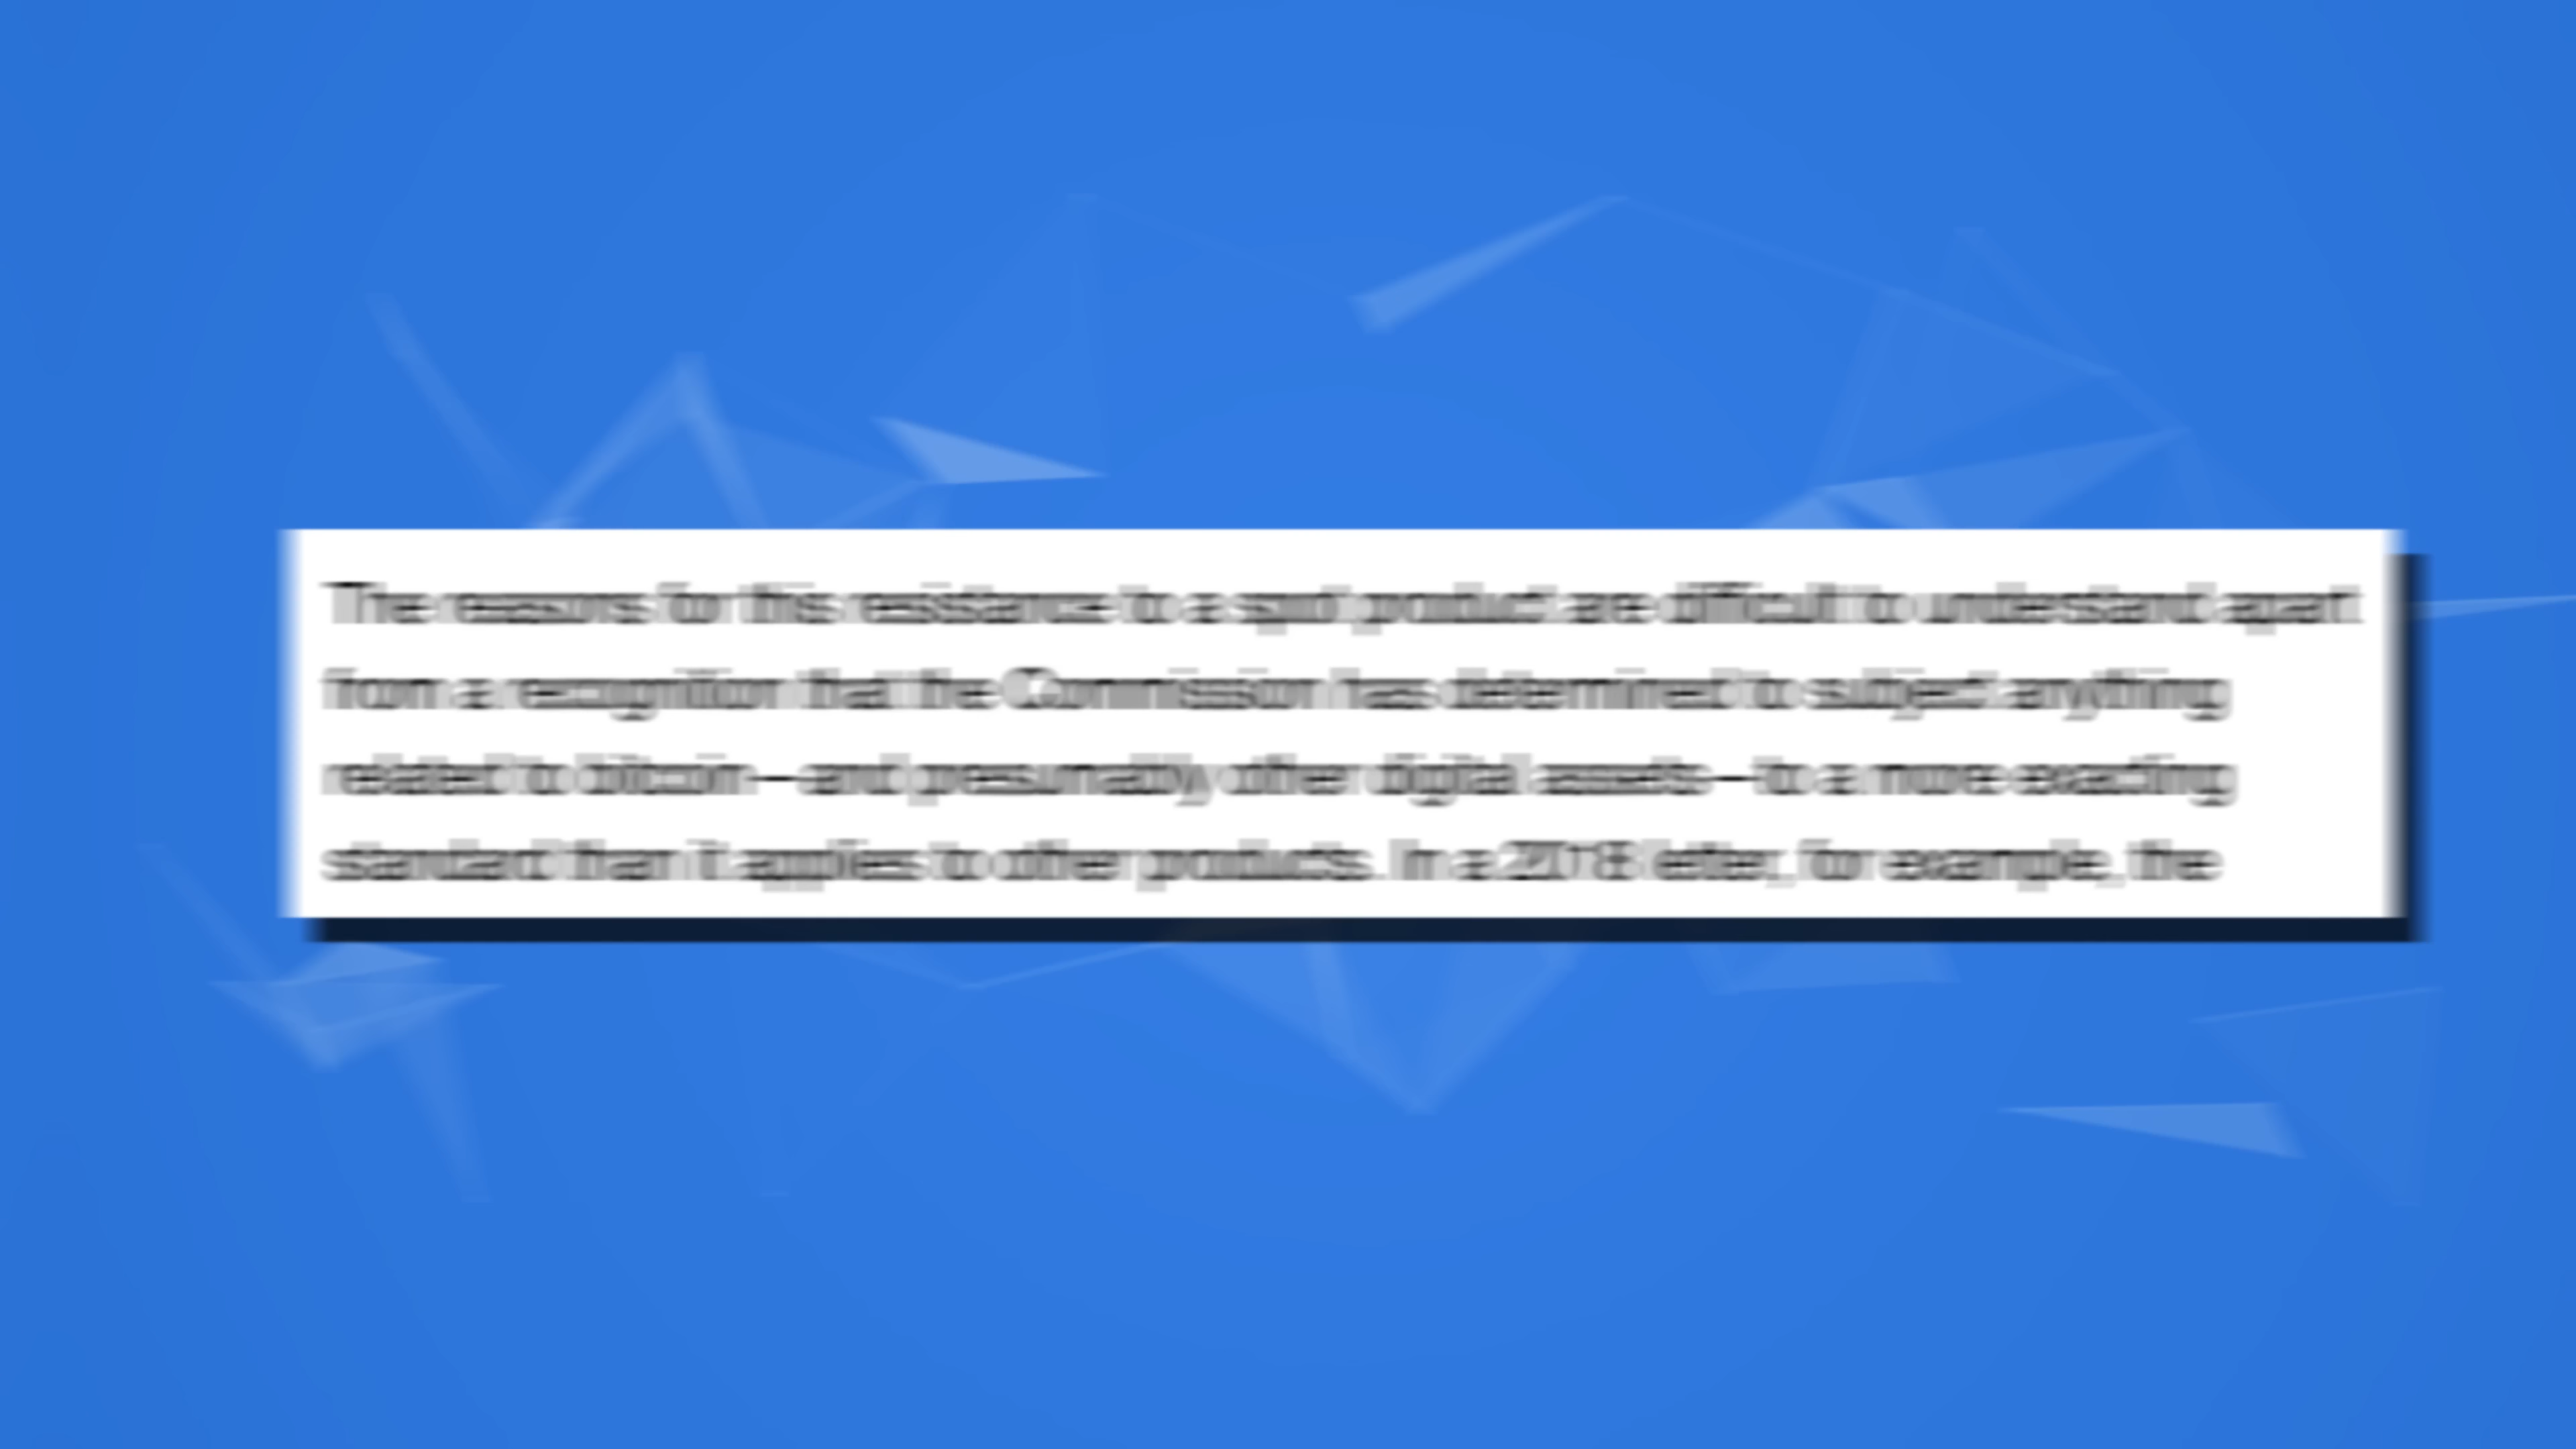 The reasons for this resistance to a spot product are difficult to understand apart
from a recognition that the Commission has determined to subject anything
related to bitcoin—and presumably other digital assets—to a more exacting
standard than it applies to other products. In a 2018 letter, for example, the